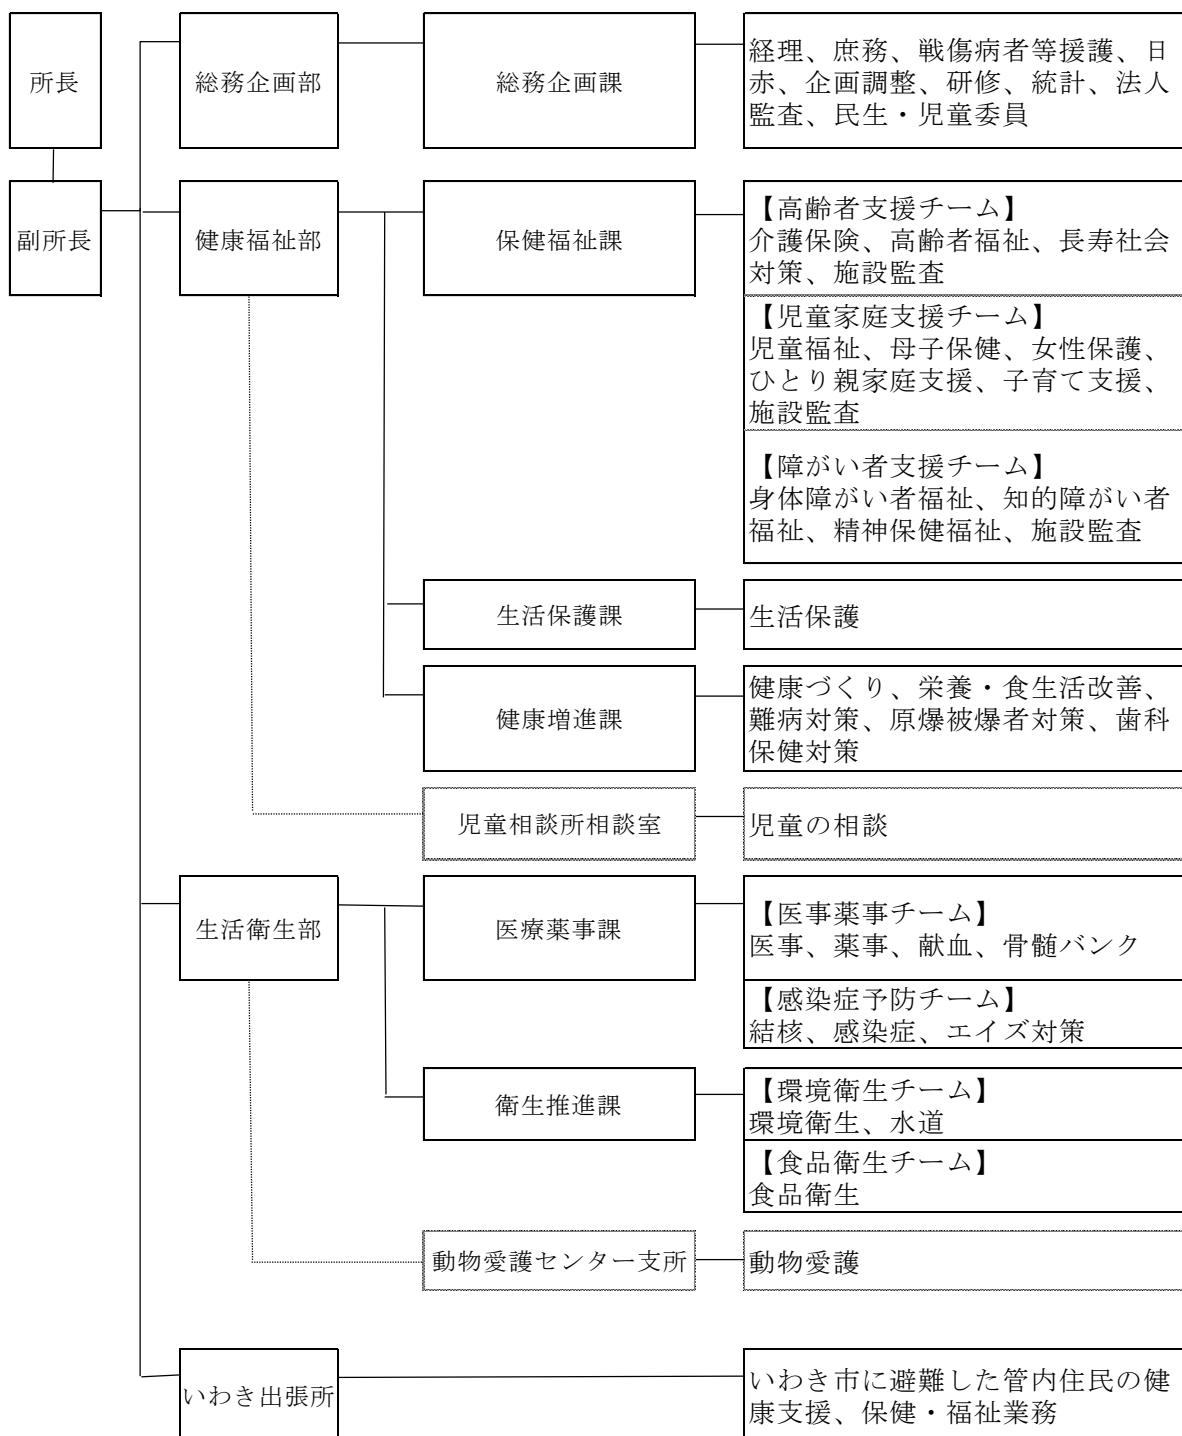 所長
総務企画部
総務企画課
経理、庶務、戦傷病者等援護、日
赤、企画調整、研修、統計、法人
監査、民生・児童委員
副所長
健康福祉部
保健福祉課
【高齢者支援チーム】
介護保険、高齢者福祉、長寿社会
対策、施設監査
【児童家庭支援チーム】
児童福祉、母子保健、女性保護、
ひとり親家庭支援、子育て支援、
施設監査
【障がい者支援チーム】
身体障がい者福祉、知的障がい者
福祉、精神保健福祉、施設監査
生活保護課
生活保護
健康増進課
健康づくり、栄養・食生活改善、
難病対策、原爆被爆者対策、歯科
保健対策
児童相談所相談室
児童の相談
生活衛生部
医療薬事課
【医事薬事チーム】
医事、薬事、献血、骨髄バンク
【感染症予防チーム】
結核、感染症、エイズ対策
衛生推進課
【環境衛生チーム】
環境衛生、水道
【食品衛生チーム】
食品衛生
動物愛護センター支所
動物愛護
いわき出張所
いわき市に避難した管内住民の健
康支援、保健・福祉業務